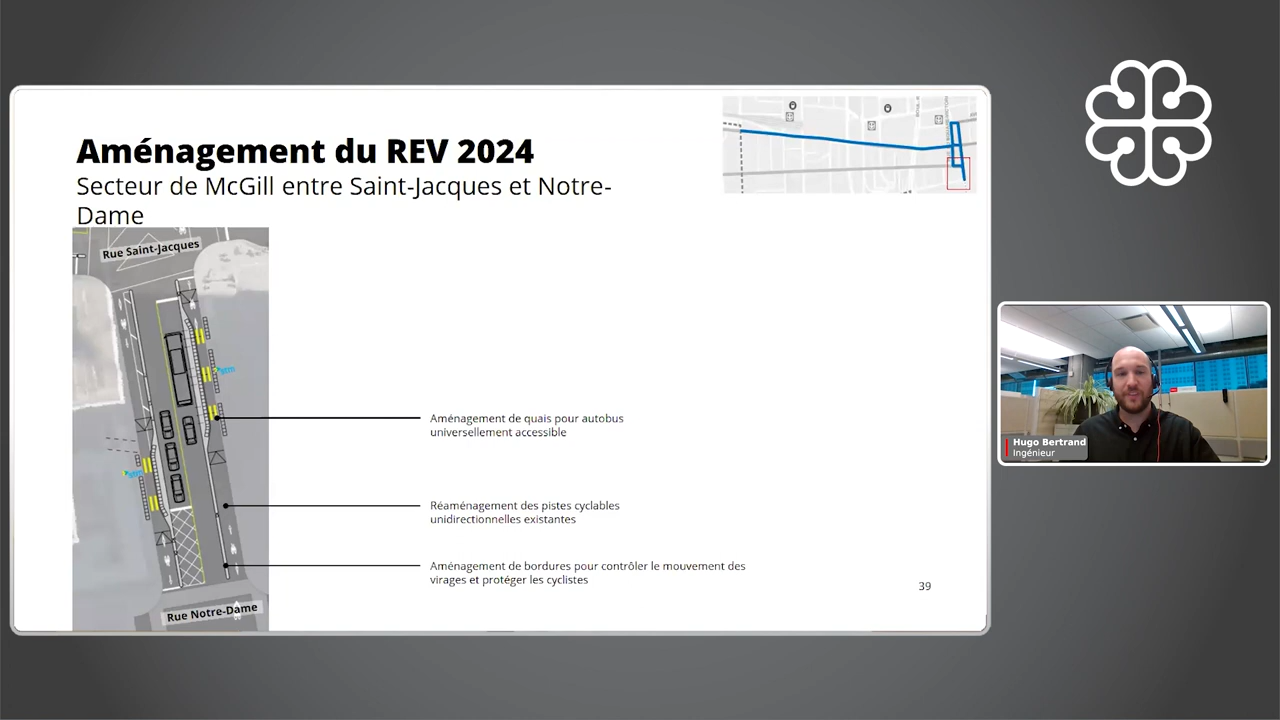 Aménagement du REV 2024
Secteur de McGill entre Saint-Jacques et Notre-
Dame
Rue Saint-Jacques
Aménagement de quais pour autobus
universellement accessible
Réaménagement des pistes cyclables
unidirectionnelles existantes
Aménagement de bordures pour contrôler le mouvement des
virages et protéger les cyclistes
39
Rue Notre-Dame
Hugo Bertrand
Ingénieur